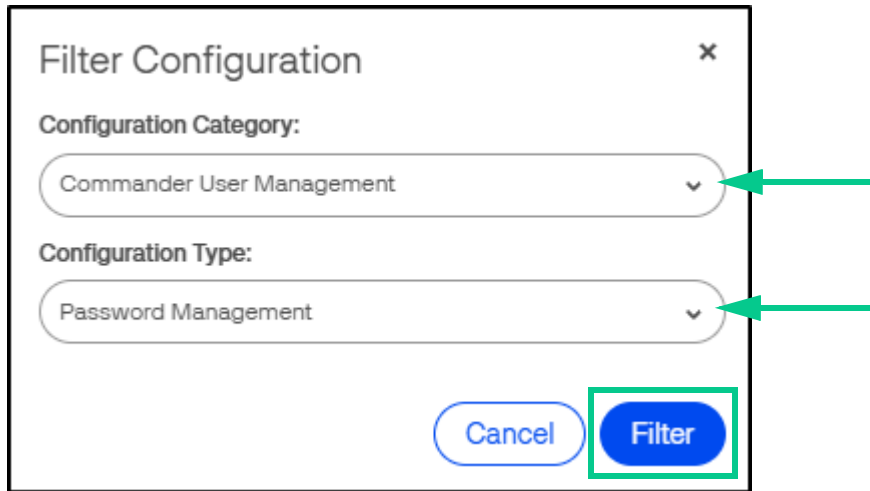 Filter Configuration ×
Configuration Category:
Commander User Management
Configuration Type:
Password Management
Cancel Filter